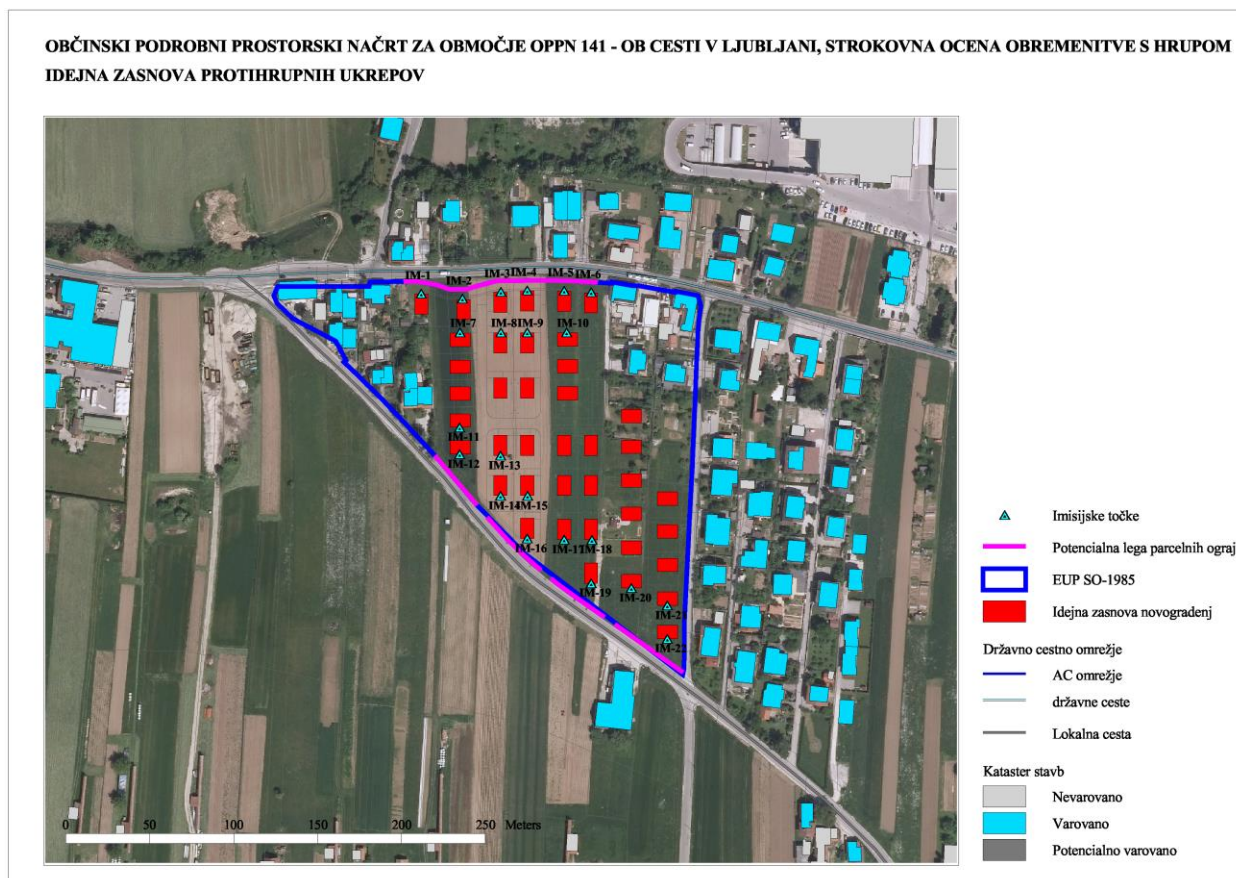 OBČINSKI PODROBNI PROSTORSKI NAČRT ZA OBMOČJE OPPN 141 - OB CESTI V LJUBLJANI, STROKOVNA OCENA OBREMENITVE S HRUPOM
IDEJNA ZASNOVA PROTIHRUPNIH UKREPOV
IM-1
IM-2
IM-3
IM-4
IM-5
IM-6
IM-7
IM-8
IM-9
IM-10
IM-11
IM-12
IM-13
IM-14
IM-15
IM-16
IM-17
IM-18
IM-19
IM-20
IM-21
IM-22
0 50 100 150 200 250 Meters
Imisijske točke
Potencialna lega parcelnih ograj
EUP SO-1985
Idejna zasnova novogradenj
Državno cestno omrežje
AC omrežje
državne ceste
Lokalna cesta
Kataster stavb
Nevarovano
Varovano
Potencialno varovano